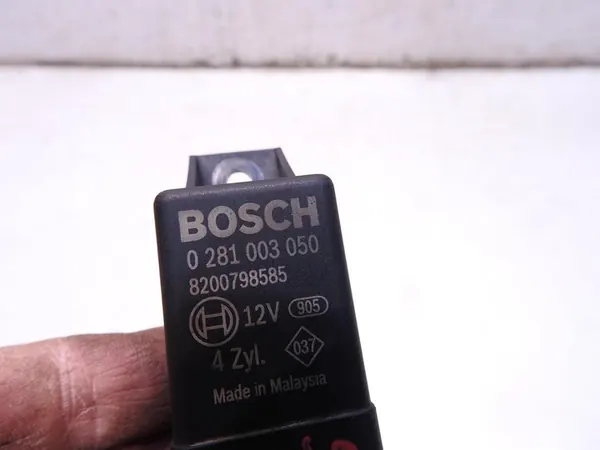 BOSCH
0 281 003 050
8200798585
12V 905
4 Zyl. 037
Made in Malaysia